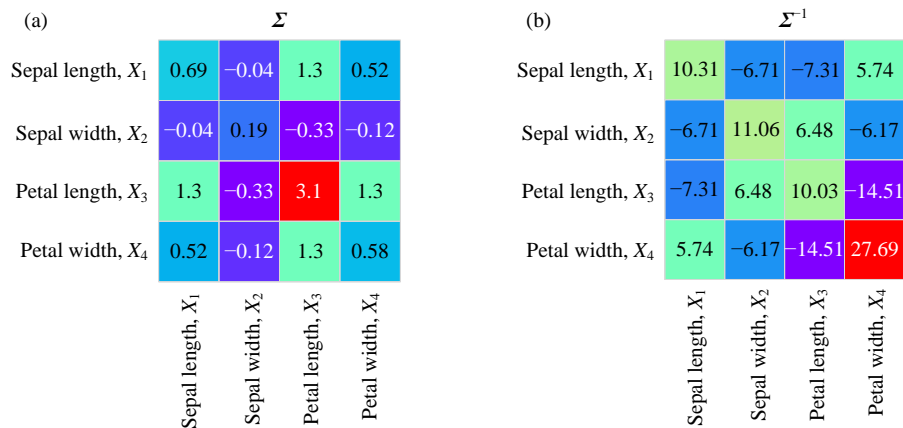 (a) Σ
Sepal length, X1 0.69 −0.04 1.3 0.52
Sepal width, X2 −0.04 0.19 −0.33 −0.12
Petal length, X3 1.3 −0.33 3.1 1.3
Petal width, X4 0.52 −0.12 1.3 0.58
Sepal length, X1
Sepal width, X2
Petal length, X3
Petal width, X4
(b) Σ−1
Sepal length, X1 10.31 −6.71 −7.31 5.74
Sepal width, X2 −6.71 11.06 6.48 −6.17
Petal length, X3 −7.31 6.48 10.03 −14.51
Petal width, X4 5.74 −6.17 −14.51 27.69
Sepal length, X1
Sepal width, X2
Petal length, X3
Petal width, X4